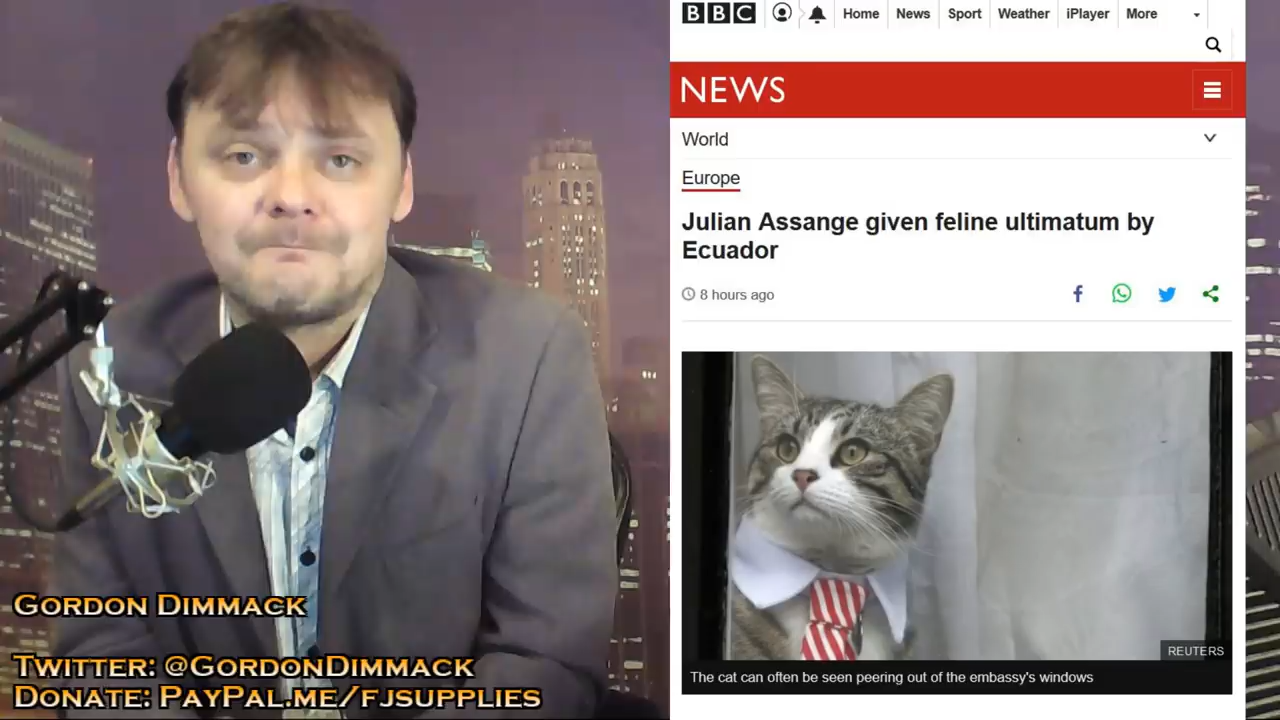 GORDON DIMMACK
TWITTER: @GORDONDIMMACK
DONATE: PAYPAL.ME/FJSUPPLIES
BBC Home News Sport Weather iPlayer More
NEWS
World
Europe
Julian Assange given feline ultimatum by
Ecuador
8 hours ago
REUTERS
The cat can often be seen peering out of the embassy's windows